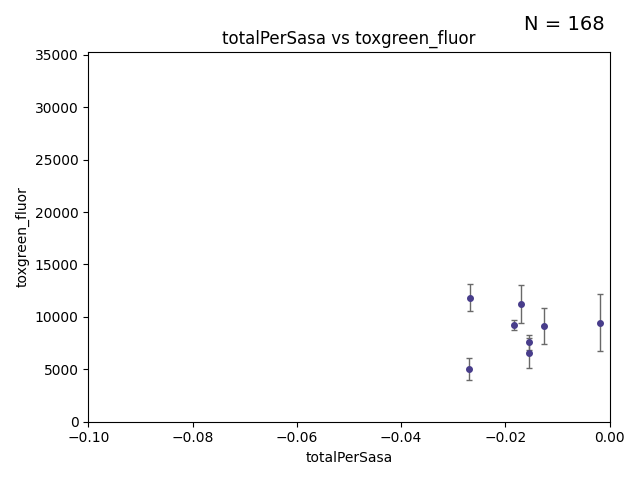 N = 168
totalPerSasa vs toxgreen_fluor
35000
30000
25000
20000
15000
10000
5000
0
toxgreen_fluor
−0.10 −0.08 −0.06 −0.04 −0.02 0.00
totalPerSasa